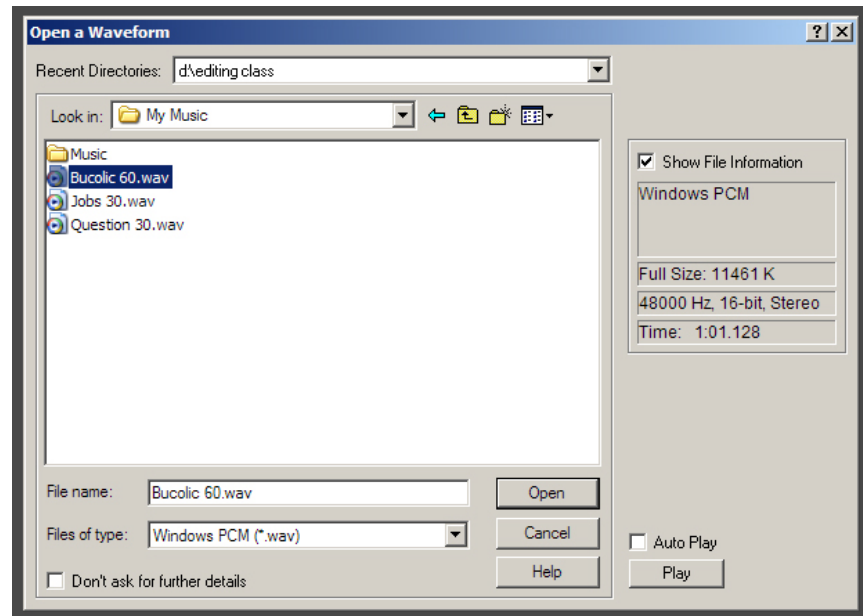 Open a Waveform
Recent Directories: d:\editing class
Look in: My Music
Music
Bucolic 60.wav
Jobs 30.wav
Question 30.wav
Show File Information
Windows PCM
Full Size: 11461 K
48000 Hz, 16-bit, Stereo
Time: 1:01.128
File name: Bucolic 60.wav
Open
Files of type: Windows PCM (*.wav)
Cancel
Don't ask for further details
Help
Auto Play
Play